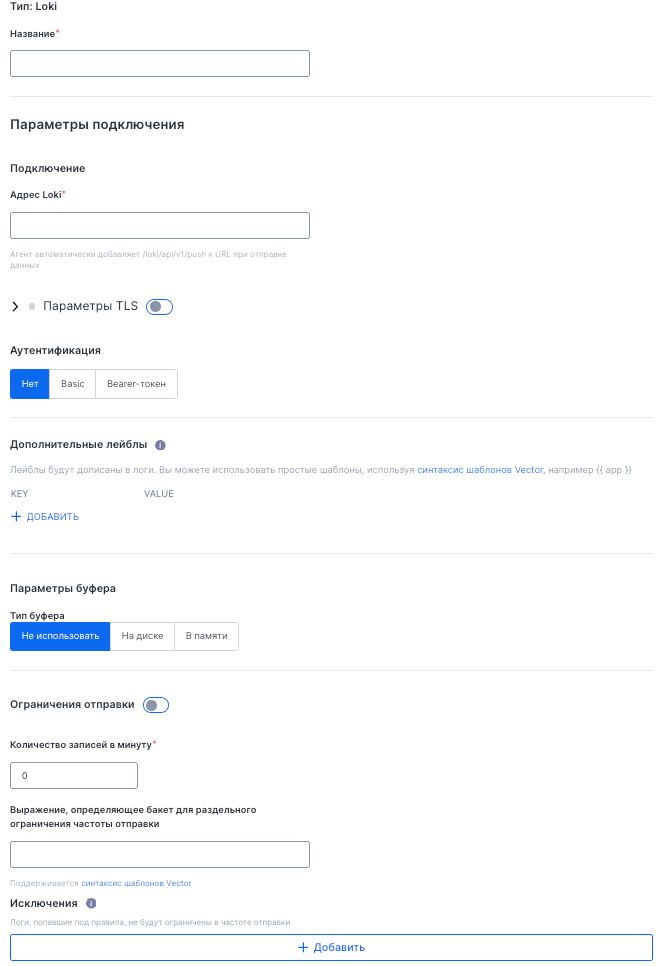 Тип: Loki
Название*
Параметры подключения
Подключение
Адрес Loki*
Агент автоматически добавляет /loki/api/v1/push к URL при отправке
данных
Параметры TLS
Аутентификация
Нет Basic Bearer-токен
Дополнительные лейблы
Лейблы будут дописаны в логи. Вы можете использовать простые шаблоны, используя синтаксис шаблонов Vector, например {{ app }}
KEY VALUE
ДОБАВИТЬ
Параметры буфера
Тип буфера
Не использовать На диске В памяти
Ограничения отправки
Количество записей в минуту*
0
Выражение, определяющее бакет для раздельного
ограничения частоты отправки
Поддерживается синтаксис шаблонов Vector
Исключения
Логи, попавшие под правила, не будут ограничены в частоте отправки
Добавить